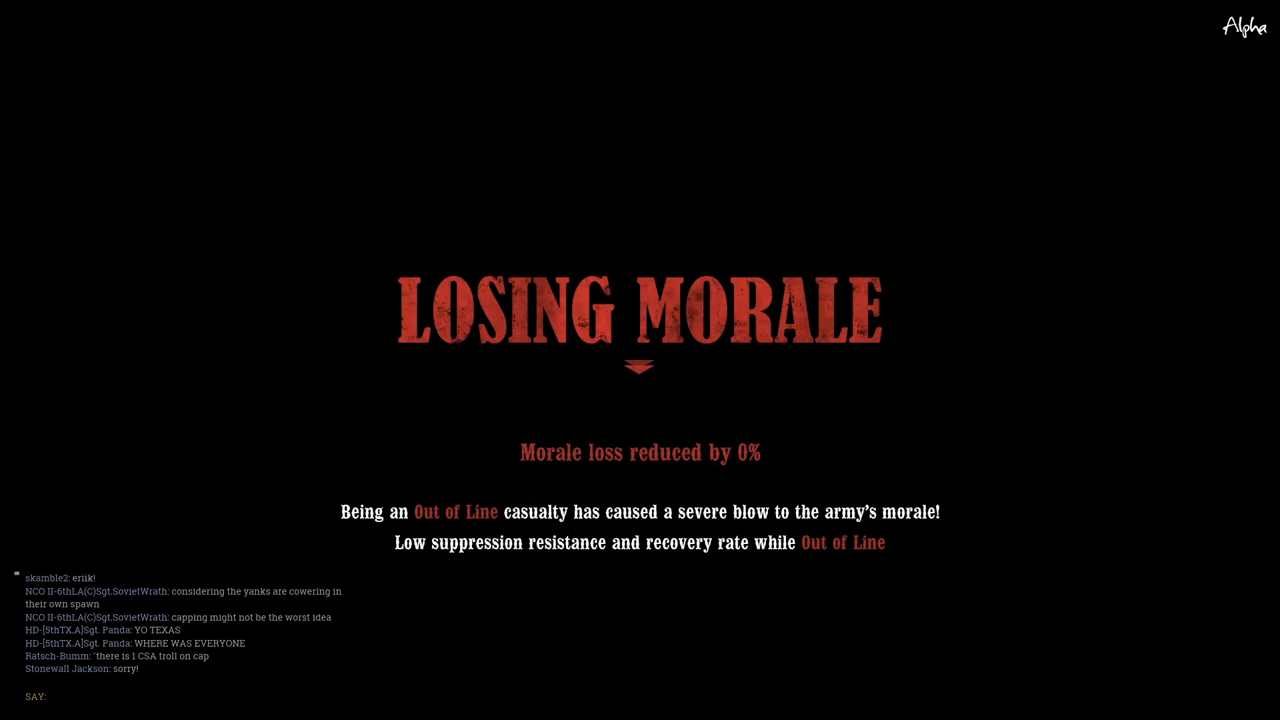 Alpha
LOSING MORALE
Morale loss reduced by 0%
Being an Out of Line casualty has caused a severe blow to the army's morale!
Low suppression resistance and recovery rate while Out of Line
skamble2: eriik!
NCO II-6thLA(C)Sgt.SovietWrath: considering the yanks are cowering in
their own spawn
NCO II-6thLA(C)Sgt.SovietWrath: capping might not be the worst idea
HD-[5thTX.A]Sgt. Panda: YO TEXAS
HD-[5thTX.A]Sgt. Panda: WHERE WAS EVERYONE
Ratsch-Bumm: ´there is 1 CSA troll on cap
Stonewall Jackson: sorry!
SAY: